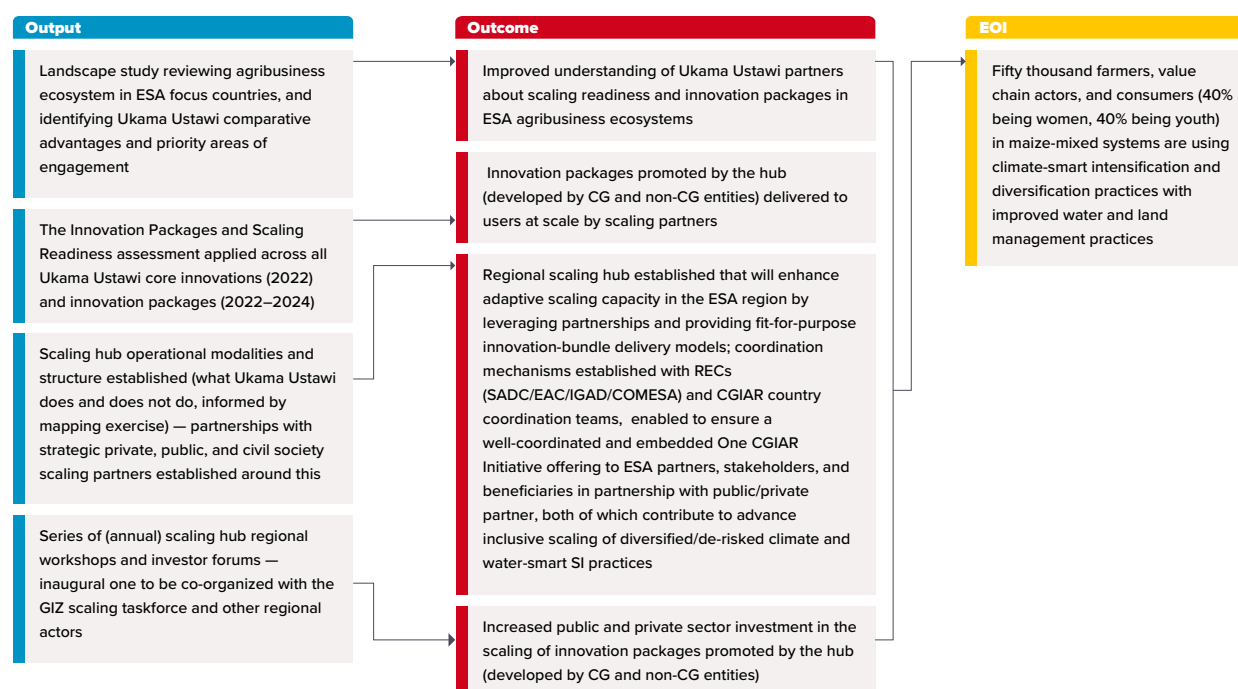 Output
Landscape study reviewing agribusiness
ecosystem in ESA focus countries, and
identifying Ukama Ustawi comparative
advantages and priority areas of
engagement
The Innovation Packages and Scaling
Readiness assessment applied across all
Ukama Ustawi core innovations (2022)
and innovation packages (2022–2024)
Scaling hub operational modalities and
structure established (what Ukama Ustawi
does and does not do, informed by
mapping exercise) — partnerships with
strategic private, public, and civil society
scaling partners established around this
Series of (annual) scaling hub regional
workshops and investor forums —
inaugural one to be co-organized with the
GIZ scaling taskforce and other regional
actors
Outcome
Improved understanding of Ukama Ustawi partners
about scaling readiness and innovation packages in
ESA agribusiness ecosystems
Innovation packages promoted by the hub
(developed by CG and non-CG entities) delivered to
users at scale by scaling partners
Regional scaling hub established that will enhance
adaptive scaling capacity in the ESA region by
leveraging partnerships and providing fit-for-purpose
innovation-bundle delivery models; coordination
mechanisms established with RECs
(SADC/EAC/IGAD/COMESA) and CGIAR country
coordination teams, enabled to ensure a
well-coordinated and embedded One CGIAR
Initiative offering to ESA partners, stakeholders, and
beneficiaries in partnership with public/private
partner, both of which contribute to advance
inclusive scaling of diversified/de-risked climate and
water-smart SI practices
Increased public and private sector investment in the
scaling of innovation packages promoted by the hub
(developed by CG and non-CG entities)
EOI
Fifty thousand farmers, value
chain actors, and consumers (40%
being women, 40% being youth)
in maize-mixed systems are using
climate-smart intensification and
diversification practices with
improved water and land
management practices